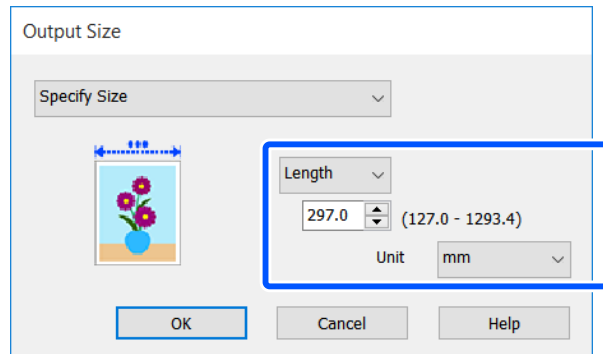 Output Size
Specify Size
Length
297.0 (127.0 - 1293.4)
Unit mm
OK Cancel Help